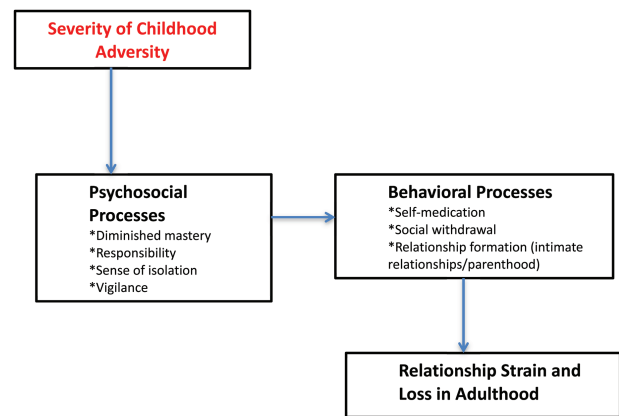 Severity of Childhood
Adversity
Psychosocial
Processes
*Diminished mastery
*Responsibility
*Sense of isolation
*Vigilance
Behavioral Processes
*Self-medication
*Social withdrawal
*Relationship formation (intimate
relationships/parenthood)
Relationship Strain and
Loss in Adulthood